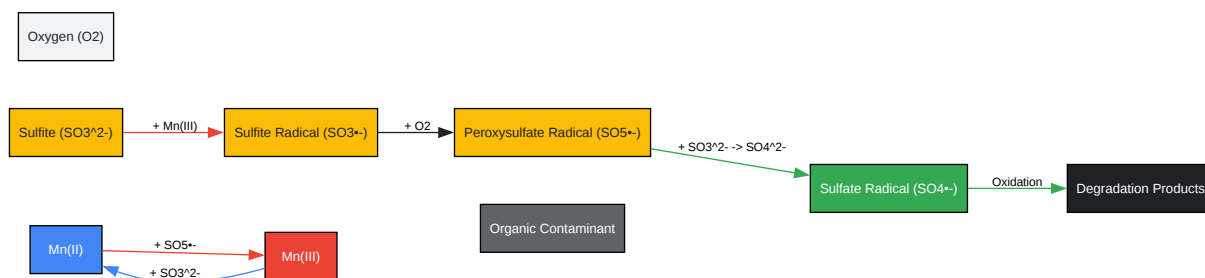 Oxygen (O2)
+ Mn(III)
+ O2
Sulfite (SO3^2-)
Sulfite Radical (SO3•-)
Peroxysulfate Radical (SO5•-)
+ SO3^2- -> SO4^2-
Oxidation
Sulfate Radical (SO4•-)
Degradation Products
Organic Contaminant
+ SO5•-
Mn(II)
Mn(III)
+ SO3^2-